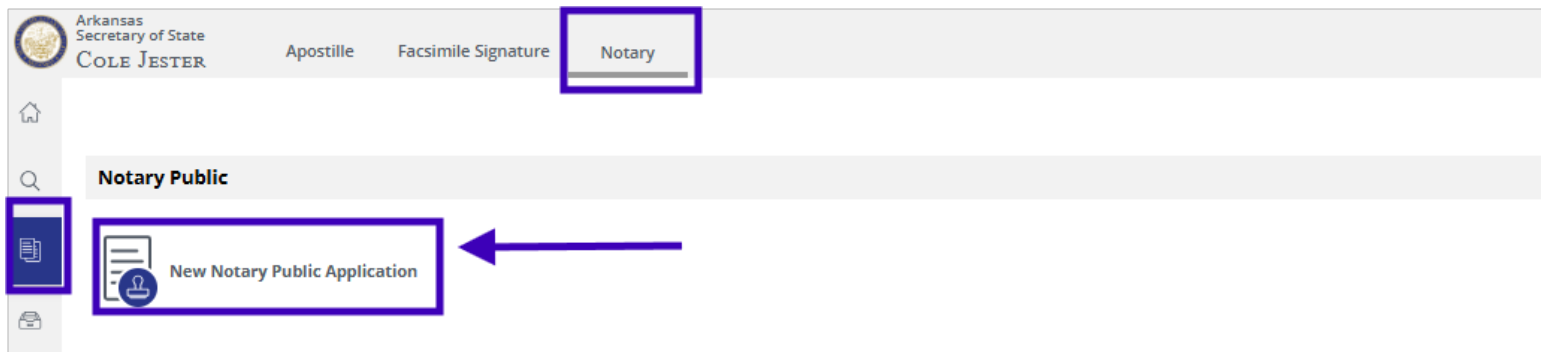 Arkansas
Secretary of State
COLE JESTER
Apostille
Facsimile Signature
Notary
Notary Public
New Notary Public Application